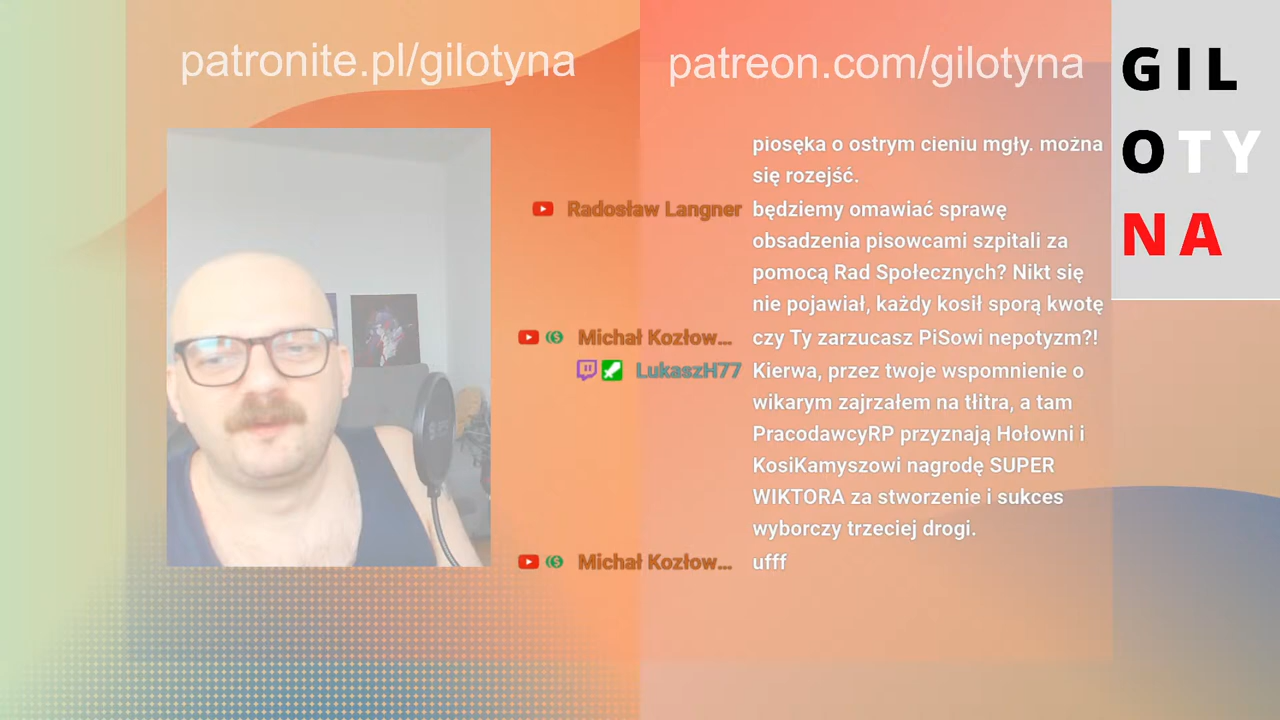 patronite.pl/gilotyna
patreon.com/gilotyna
GIL
OTY
NA
piosęka o ostrym cieniu mgły. można
się rozejść.
Radosław Langner będziemy omawiać sprawę
obsadzenia pisowcami szpitali za
pomocą Rad Społecznych? Nikt się
nie pojawiał, każdy kosił sporą kwotę
Michał Kozłow... czy Ty zarzucasz PiSowi nepotyzm?!
LukaszH77 Kierwa, przez twoje wspomnienie o
wikarym zajrzałem na tłitra, a tam
PracodawcyRP przyznają Hołowni i
KosiKamyszowi nagrodę SUPER
WIKTORA za stworzenie i sukces
wyborczy trzeciej drogi.
Michał Kozłow... ufff